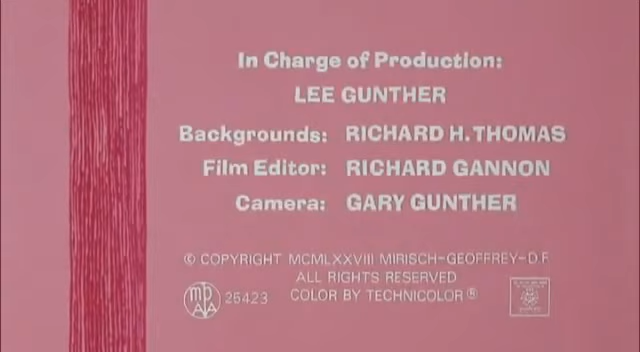 In Charge of Production:
LEE GUNTHER
Backgrounds: RICHARD H. THOMAS
Film Editor: RICHARD GANNON
Camera: GARY GUNTHER
© COPYRIGHT MCMLXXVIII MIRISCH-GEOFFREY-D.F.
ALL RIGHTS RESERVED
MPAA 25423 COLOR BY TECHNICOLOR®